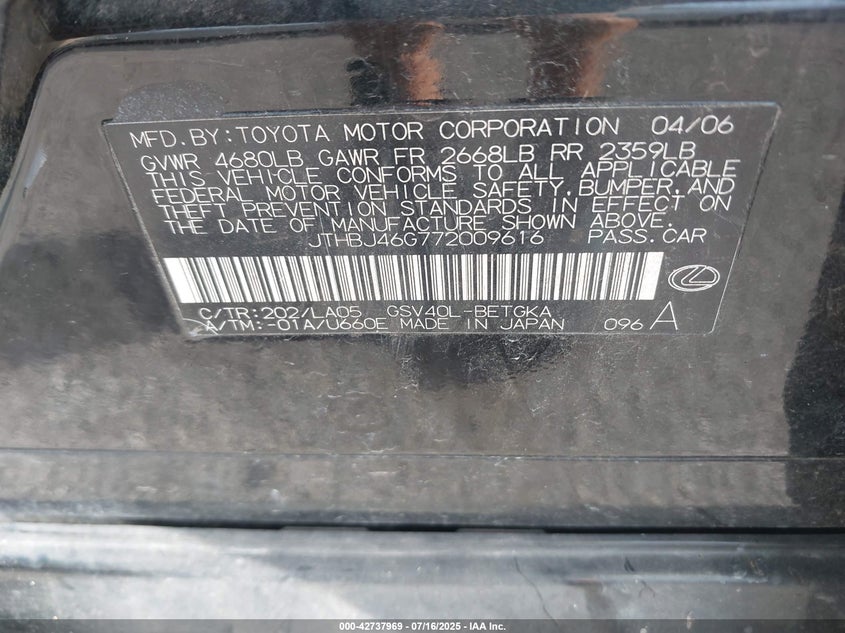 MFD.BY:TOYOTA MOTOR CORPORATION 04/06
GVWR 4680LB GAWR FR 2668LB RR 2359LB
THIS VEHICLE CONFORMS TO ALL APPLICABLE
FEDERAL MOTOR VEHICLE SAFETY,BUMPER,AND
THEFT PREVENTION STANDARDS IN EFFECT ON
THE DATE OF MANUFACTURE SHOWN ABOVE.
JTHBJ46G772009616 PASS.CAR
C/TR:202/LA05 GSV40L-BETGKA
A/TM:-01A/U660E MADE IN JAPAN 096 A
000-42737969 - 07/16/2025 - IAA Inc.